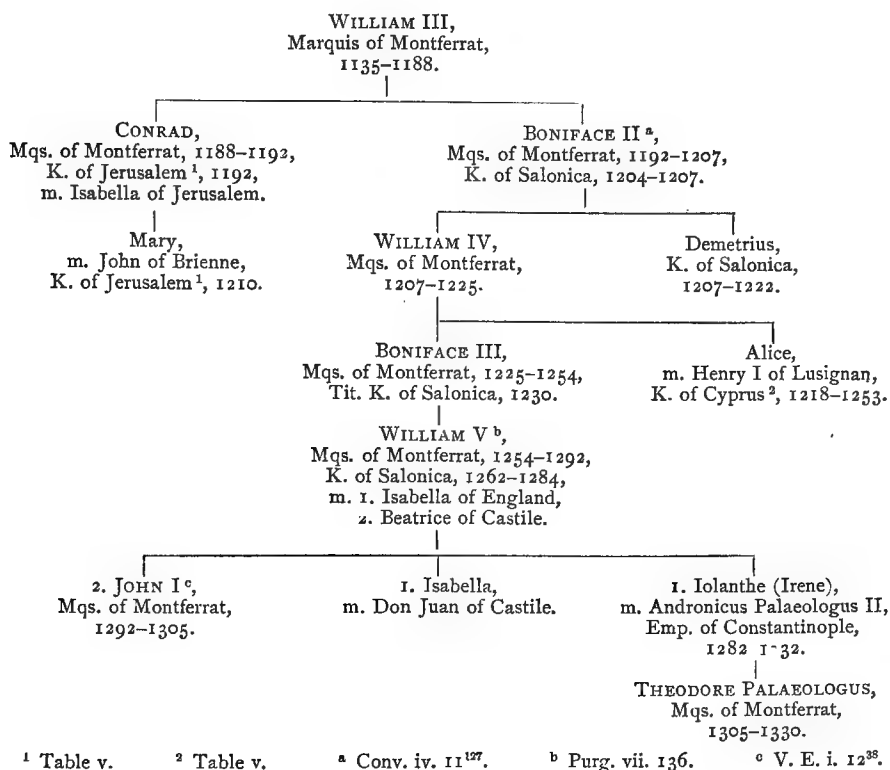 WILLIAM III,
Marquis of Montferrat,
1135–1188.
CONRAD,
Mqs. of Montferrat, 1188–1192,
K. of Jerusalem ¹, 1192,
m. Isabella of Jerusalem.
BONIFACE II ᵃ,
Mqs. of Montferrat, 1192–1207,
K. of Salonica, 1204–1207.
Mary,
m. John of Brienne,
K. of Jerusalem ¹, 1210.
WILLIAM IV,
Mqs. of Montferrat,
1207–1225.
Demetrius,
K. of Salonica,
1207–1222.
BONIFACE III,
Mqs. of Montferrat, 1225–1254,
Tit. K. of Salonica, 1230.
Alice,
m. Henry I of Lusignan,
K. of Cyprus ², 1218–1253.
WILLIAM V ᵇ,
Mqs. of Montferrat, 1254–1292,
K. of Salonica, 1262–1284,
m. 1. Isabella of England,
2. Beatrice of Castile.
2. JOHN I ᶜ,
Mqs. of Montferrat,
1292–1305.
1. Isabella,
m. Don Juan of Castile.
1. Iolanthe (Irene),
m. Andronicus Palaeologus II,
Emp. of Constantinople,
1282
THEODORE PALAEOLOGUS,
Mqs. of Montferrat,
1305–1330.
¹ Table v. ² Table v. ᵃ Conv. iv. 11¹²⁷. ᵇ Purg. vii. 136. ᶜ V. E. i. 12³⁸.